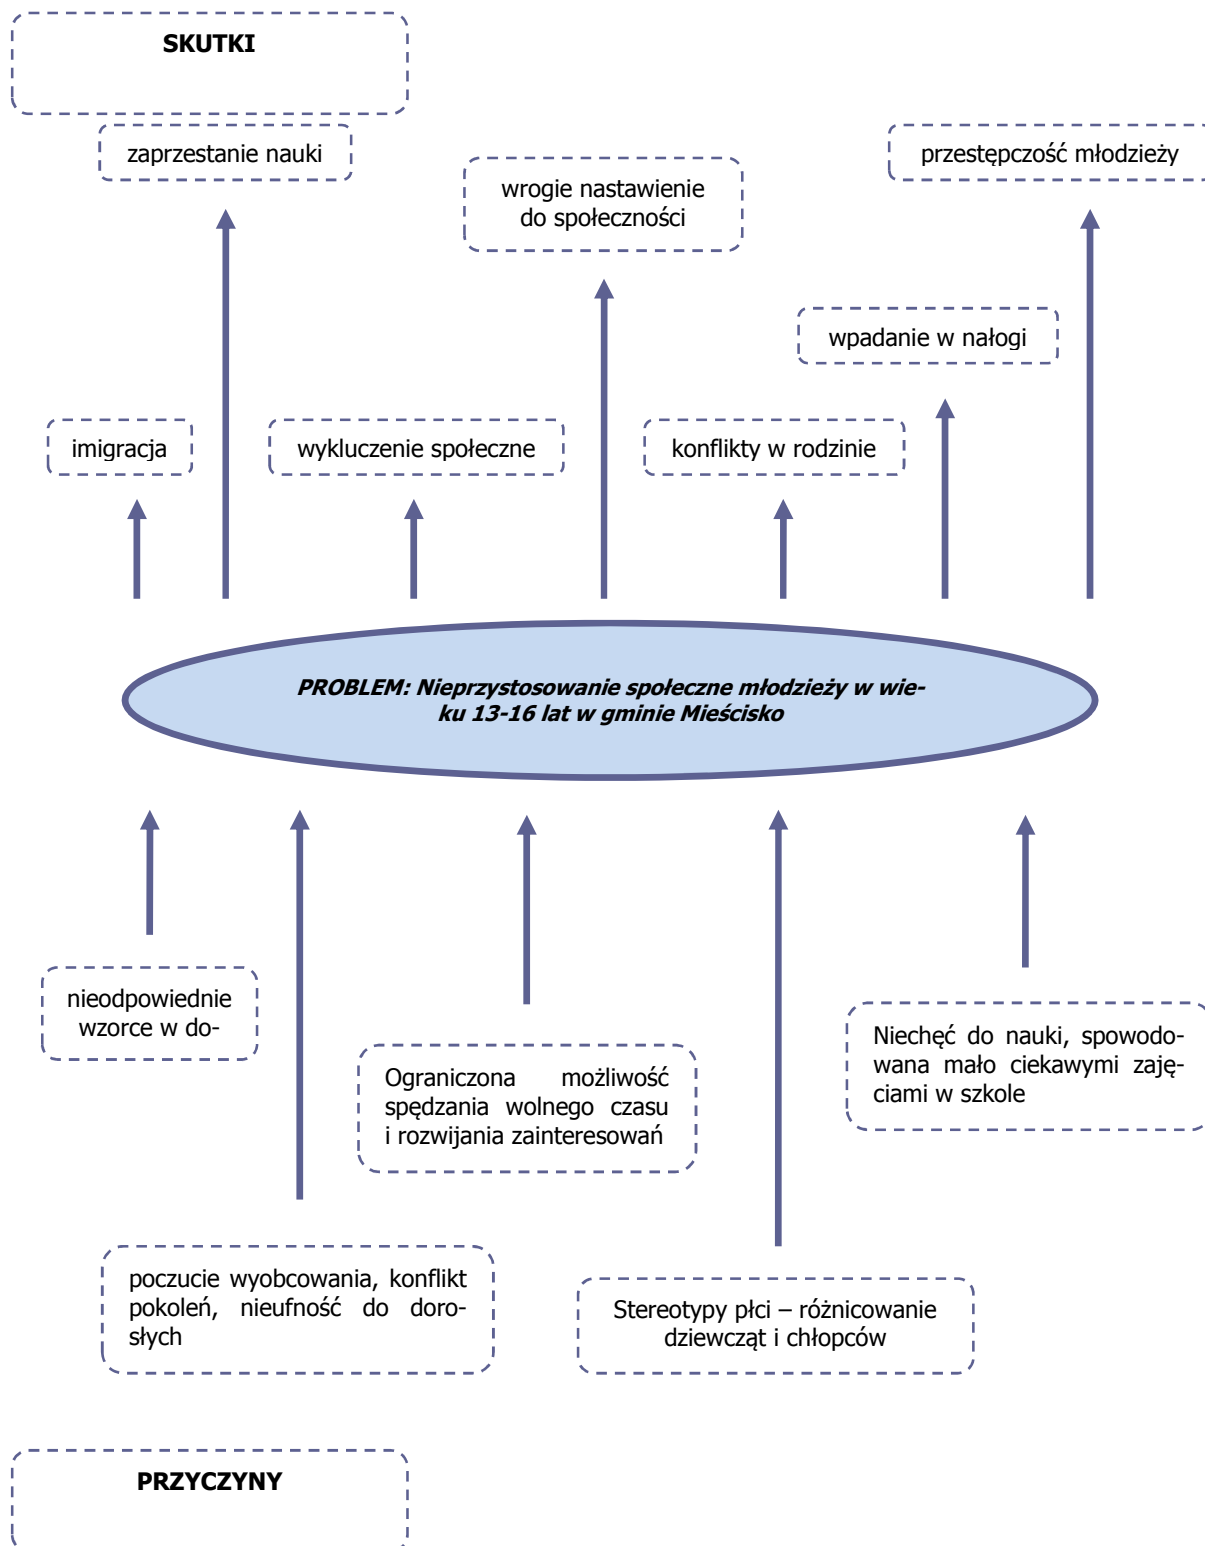 SKUTKI
zaprzestanie nauki
przestępczość młodzieży
wrogie nastawienie
do społeczności
wpadanie w nałogi
imigracja
wykluczenie społeczne
konflikty w rodzinie
PROBLEM: Nieprzystosowanie społeczne młodzieży w wie-
ku 13-16 lat w gminie Mieścisko
nieodpowiednie
wzorce w do-
Niechęć do nauki, spowodo-
wana mało ciekawymi zaję-
ciami w szkole
Ograniczona możliwość
spędzania wolnego czasu
i rozwijania zainteresowań
poczucie wyobcowania, konflikt
pokoleń, nieufność do doro-
słych
Stereotypy płci – różnicowanie
dziewcząt i chłopców
PRZYCZYNY